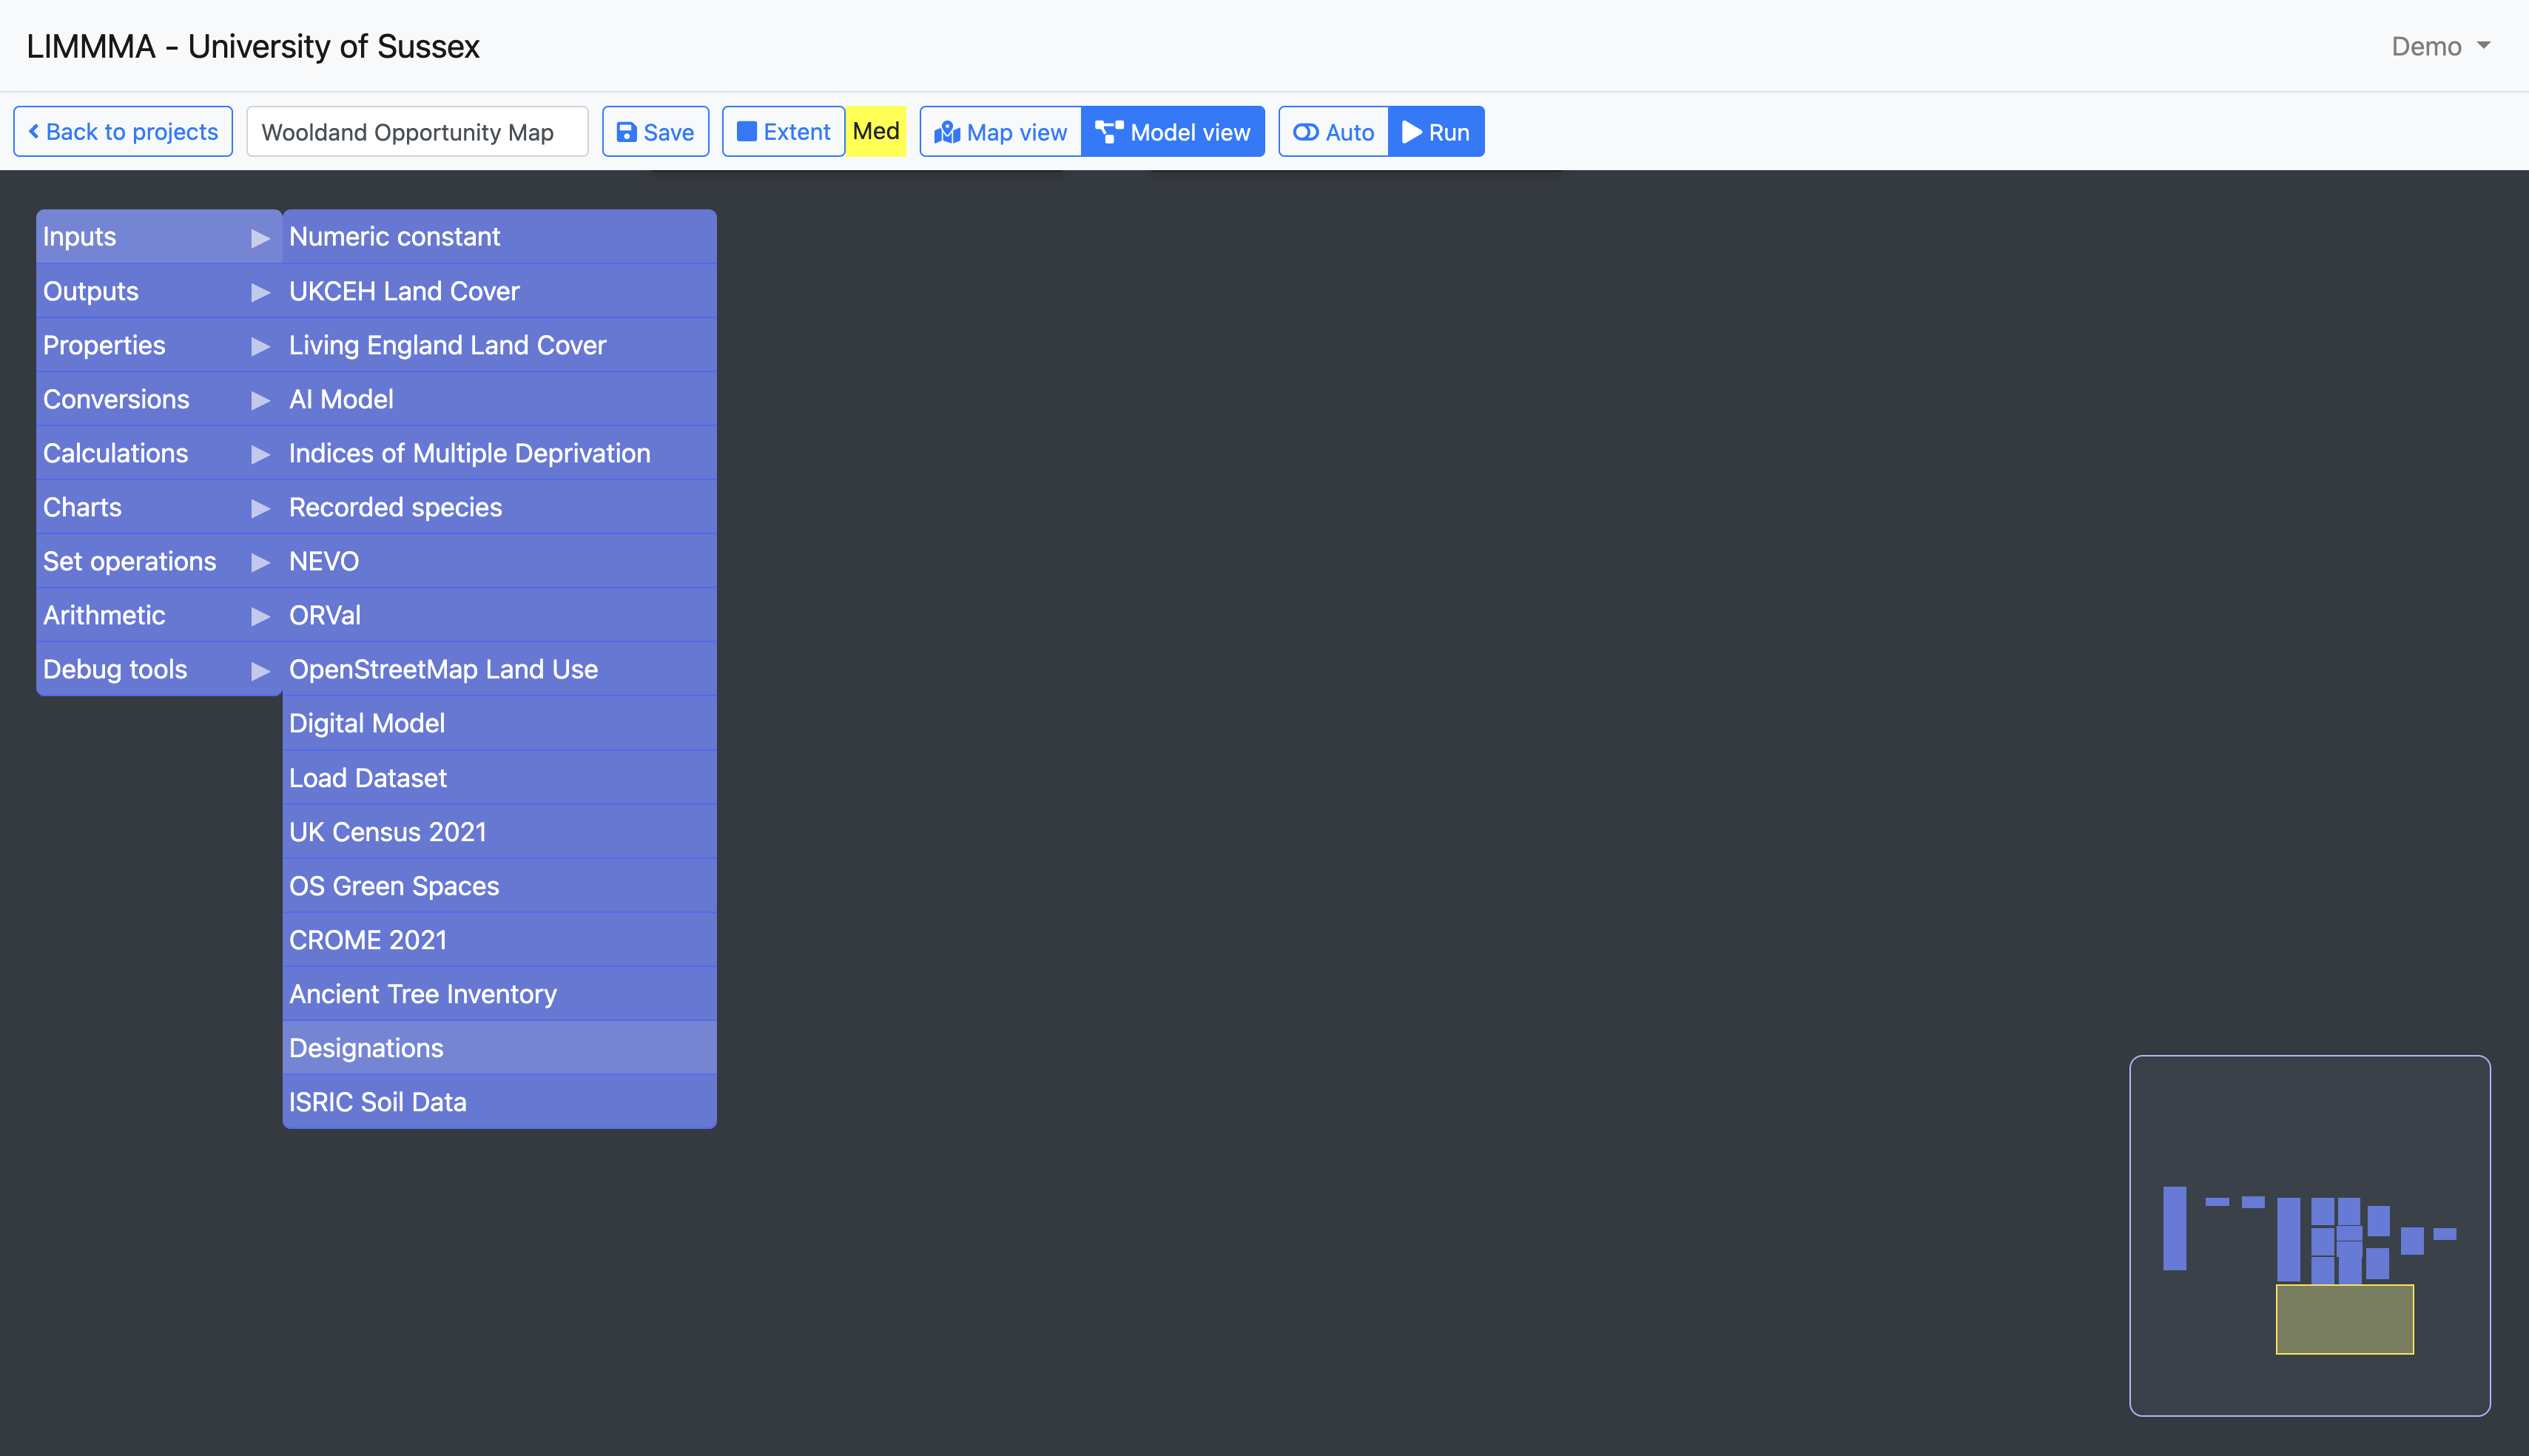 LIMMMA - University of Sussex
Demo
Back to projects
Wooldand Opportunity Map
Save
Extent
Med
Map view
Model view
Auto
Run
Inputs
Outputs
Properties
Conversions
Calculations
Charts
Set operations
Arithmetic
Debug tools
Numeric constant
UKCEH Land Cover
Living England Land Cover
AI Model
Indices of Multiple Deprivation
Recorded species
NEVO
ORVal
OpenStreetMap Land Use
Digital Model
Load Dataset
UK Census 2021
OS Green Spaces
CROME 2021
Ancient Tree Inventory
Designations
ISRIC Soil Data